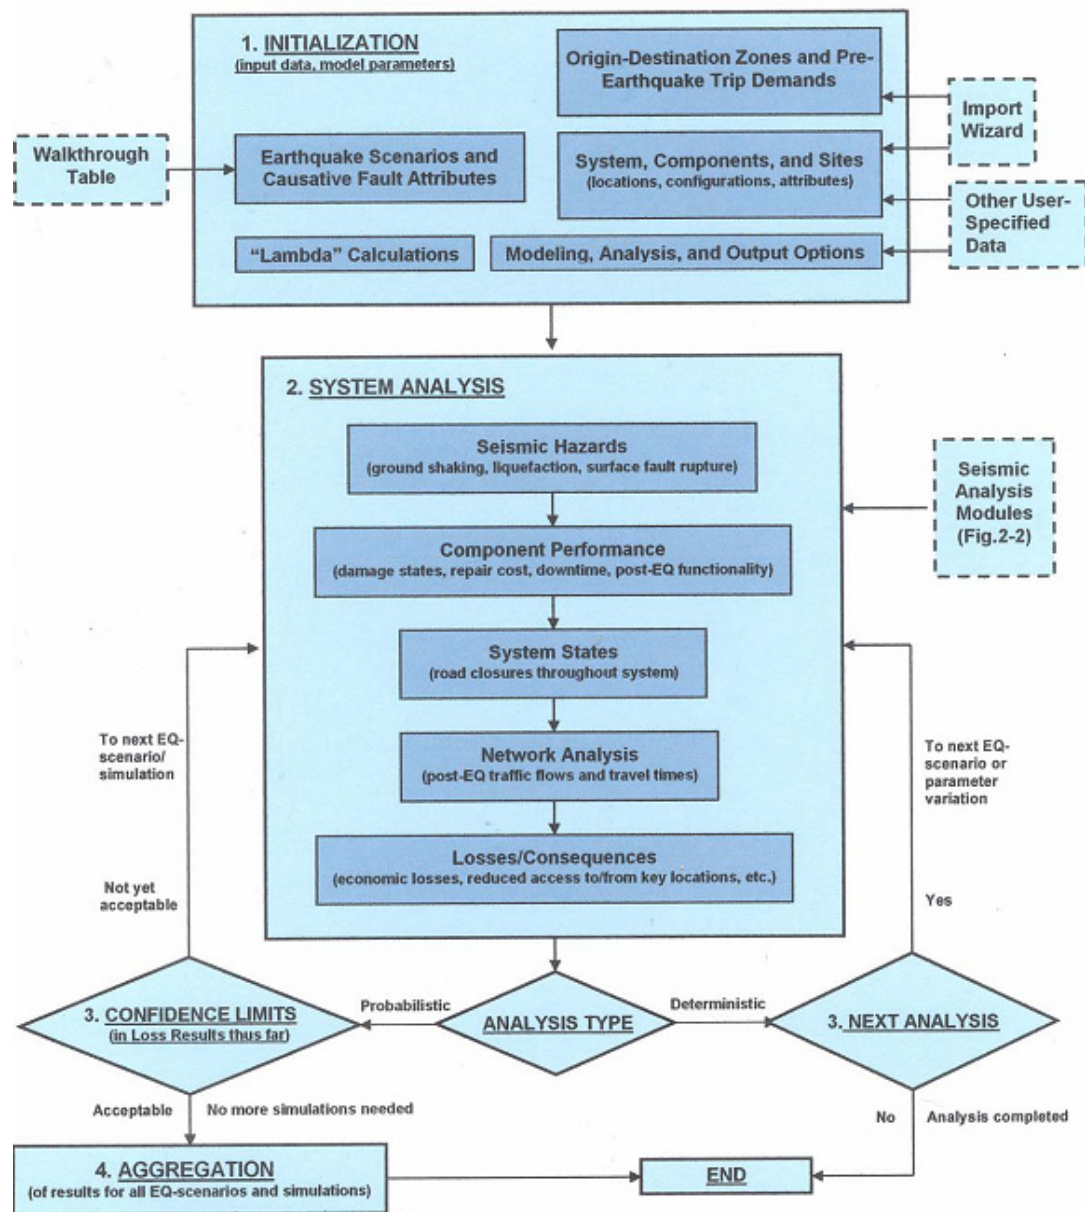 1. INITIALIZATION
(input data, model parameters)
Origin-Destination Zones and Pre-
Earthquake Trip Demands
Import
Wizard
Walkthrough
Table
Earthquake Scenarios and
Causative Fault Attributes
System, Components, and Sites
(locations, configurations, attributes)
Other User-
Specified
Data
“Lambda” Calculations
Modeling, Analysis, and Output Options
2. SYSTEM ANALYSIS
Seismic Hazards
(ground shaking, liquefaction, surface fault rupture)
Seismic
Analysis
Modules
(Fig.2-2)
Component Performance
(damage states, repair cost, downtime, post-EQ functionality)
System States
(road closures throughout system)
Network Analysis
(post-EQ traffic flows and travel times)
Losses/Consequences
(economic losses, reduced access to/from key locations, etc.)
To next EQ-
scenario/
simulation
Not yet
acceptable
To next EQ-
scenario or
parameter
variation
Yes
3. CONFIDENCE LIMITS
(in Loss Results thus far)
Probabilistic
ANALYSIS TYPE
Deterministic
3. NEXT ANALYSIS
Acceptable
No more simulations needed
No
Analysis completed
4. AGGREGATION
(of results for all EQ-scenarios and simulations)
END